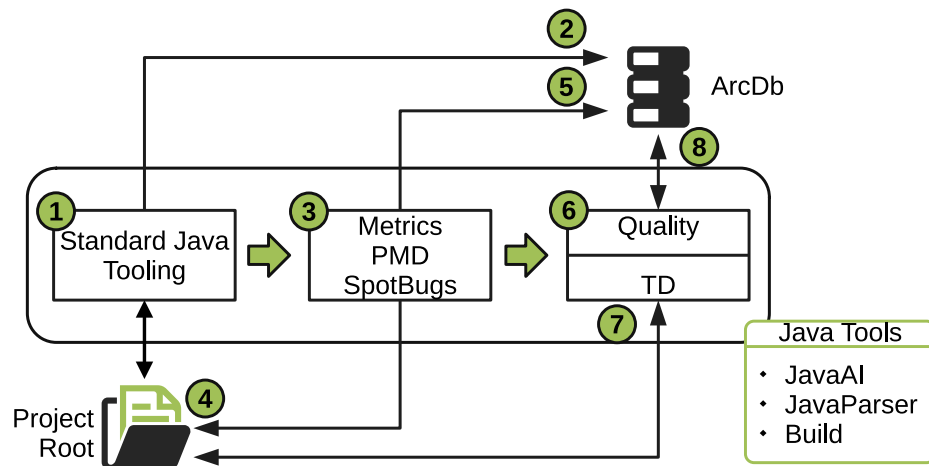 2
5
ArcDb
8
1
Standard Java
Tooling
3
Metrics
PMD
SpotBugs
6
Quality
TD
7
Java Tools
• JavaAI
• JavaParser
• Build
4
Project
Root